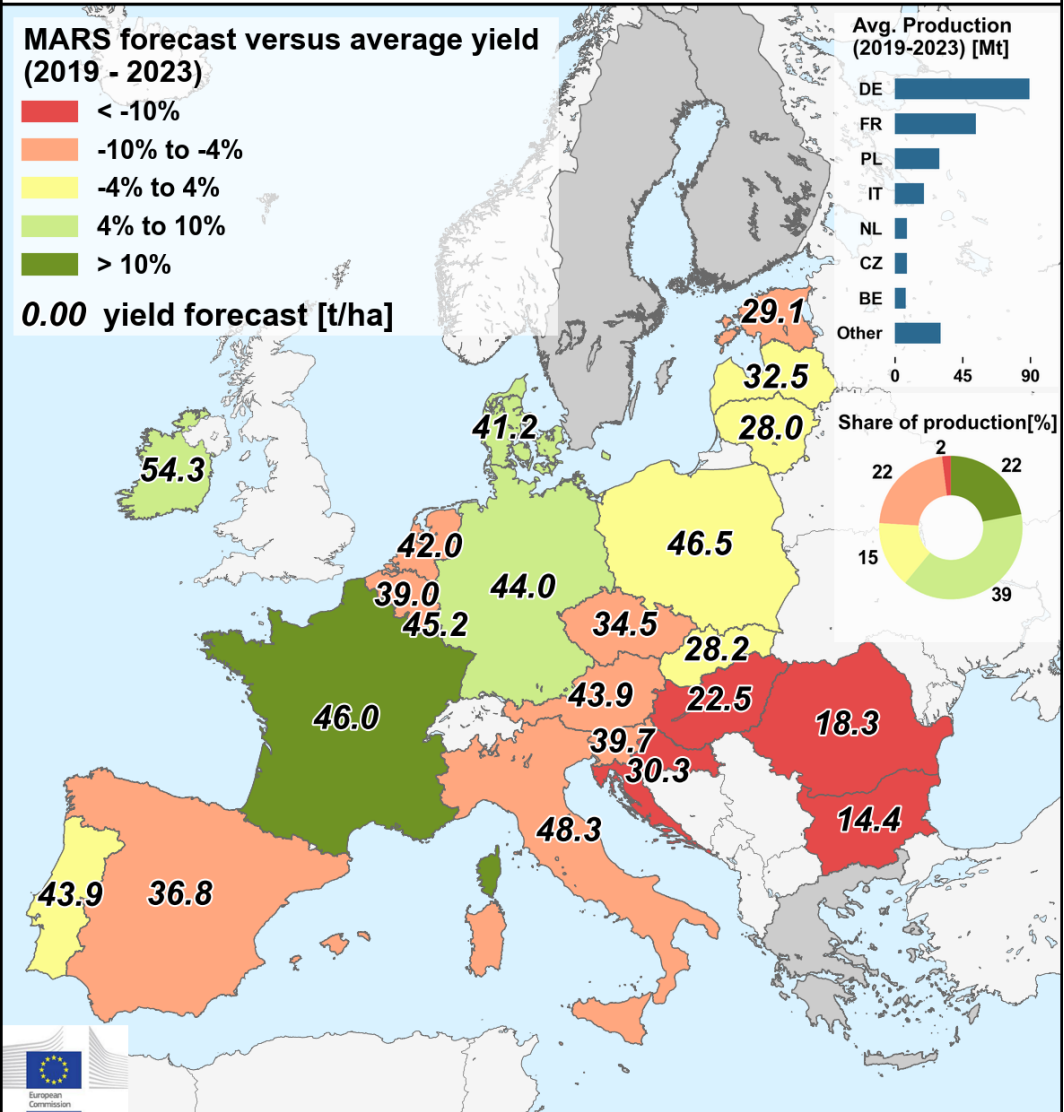 MARS forecast versus average yield
(2019 - 2023)
< -10%
-10% to -4%
-4% to 4%
4% to 10%
> 10%
0.00 yield forecast [t/ha]
Avg. Production
(2019-2023) [Mt]
DE
FR
PL
IT
NL
CZ
BE
Other
0 45 90
Share of production[%]
2
22
22
15
39
29.1
32.5
28.0
41.2
54.3
46.5
42.0
44.0
39.0
45.2
34.5
28.2
43.9
22.5
46.0
18.3
39.7
30.3
14.4
48.3
43.9
36.8
European
Commission